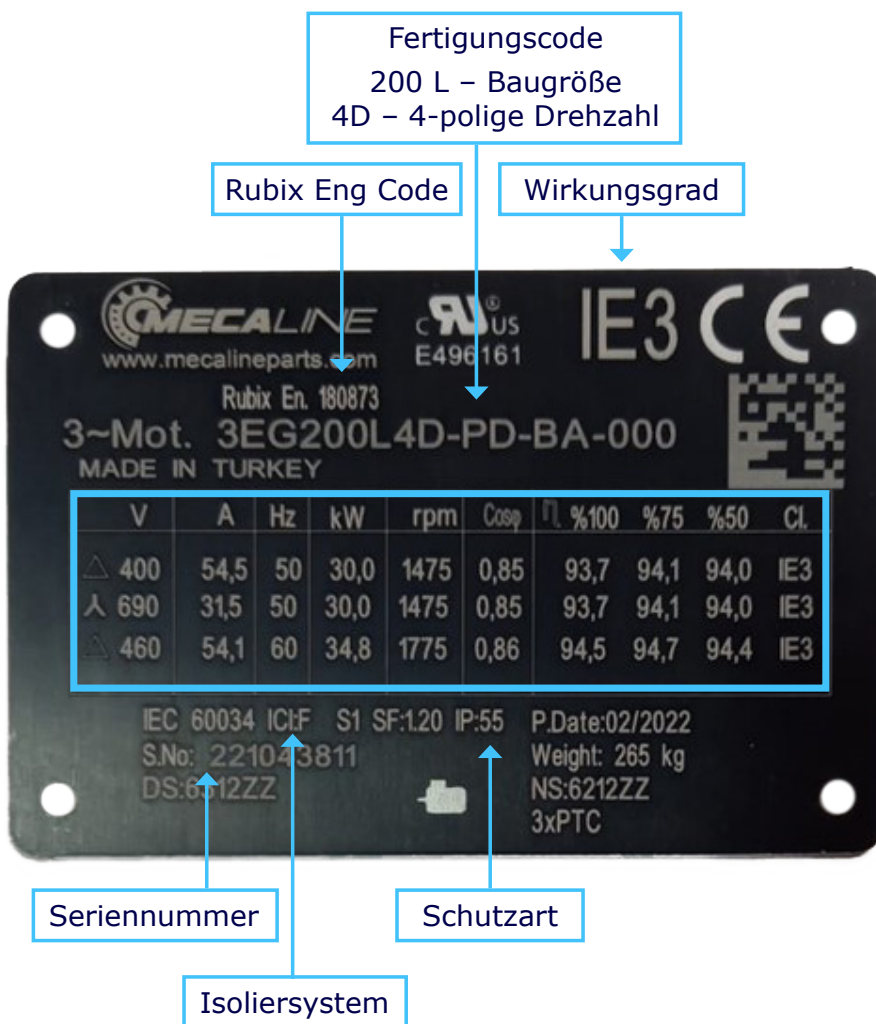 Fertigungscode
200 L – Baugröße
4D – 4-polige Drehzahl
Rubix Eng Code
Wirkungsgrad
MECALINE
www.mecalineparts.com
c RU ® US
E496161
IE3 CE
Rubix En. 180873
3~Mot. 3EG200L4D-PD-BA-000
MADE IN TURKEY
V A Hz kW rpm Cosφ η %100 %75 %50 Cl.
△ 400 54,5 50 30,0 1475 0,85 93,7 94,1 94,0 IE3
⅄ 690 31,5 50 30,0 1475 0,85 93,7 94,1 94,0 IE3
△ 460 54,1 60 34,8 1775 0,86 94,5 94,7 94,4 IE3
IEC 60034 ICl:F S1 SF:1.20 IP:55 P.Date:02/2022
S.No: 221043811 Weight: 265 kg
DS:6312ZZ NS:6212ZZ
3xPTC
Seriennummer
Schutzart
Isoliersystem